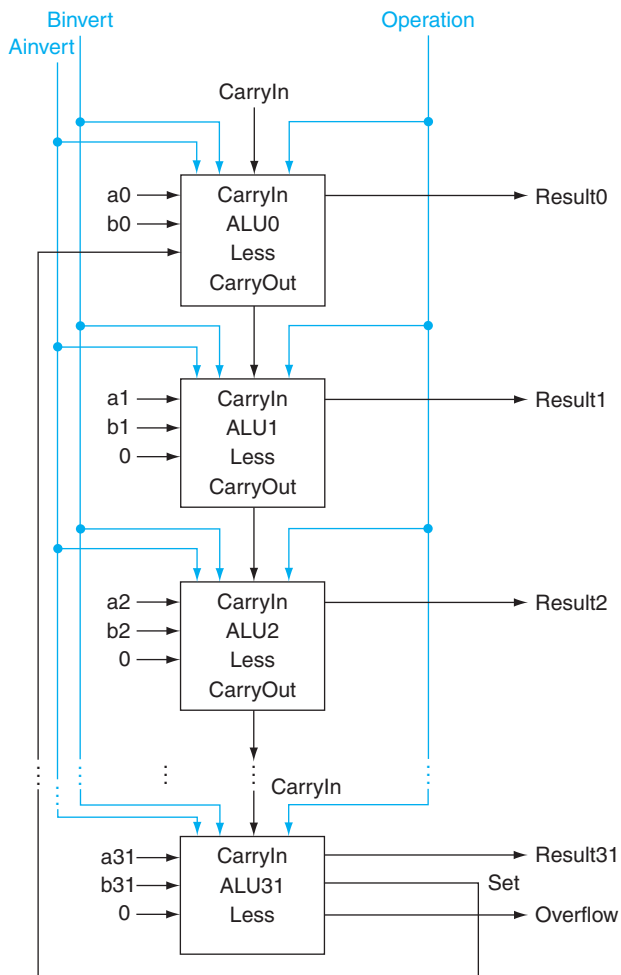 Binvert
Operation
Ainvert
CarryIn
a0
CarryIn
Result0
b0
ALU0
Less
CarryOut
a1
CarryIn
Result1
b1
ALU1
0
Less
CarryOut
a2
CarryIn
Result2
b2
ALU2
0
Less
CarryOut
CarryIn
a31
CarryIn
Result31
b31
ALU31
Set
0
Less
Overflow